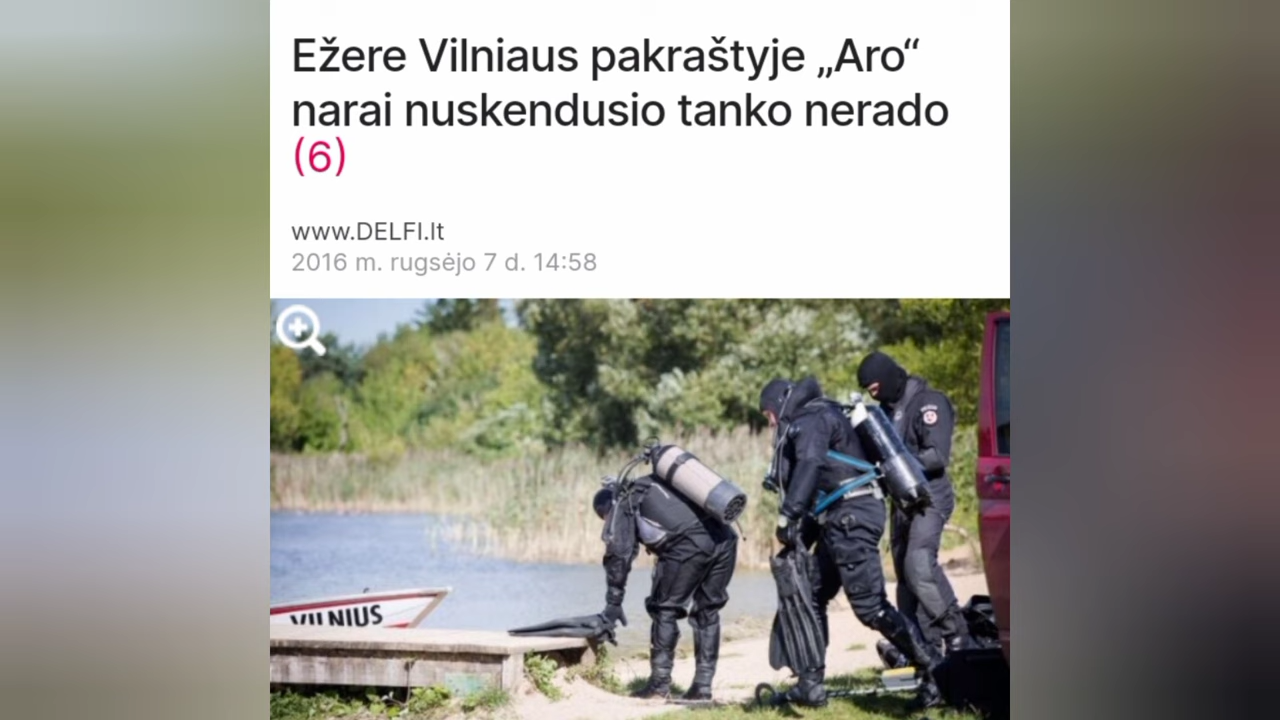 Ežere Vilniaus pakraštyje „Aro“
narai nuskendusio tanko nerado
(6)
www.DELFI.lt
2016 m. rugsėjo 7 d. 14:58
VILNIUS